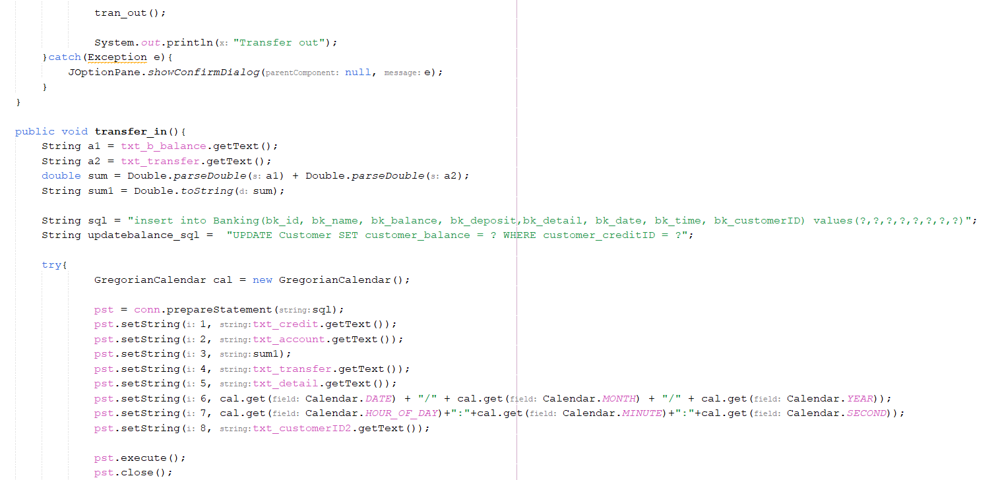 tran_out();
System.out.println(x: "Transfer out");
}catch(Exception e){
JOptionPane.showConfirmDialog(parentComponent: null, message: e);
}
}
public void transfer_in(){
String a1 = txt_b_balance.getText();
String a2 = txt_transfer.getText();
double sum = Double.parseDouble(s: a1) + Double.parseDouble(s: a2);
String sum1 = Double.toString(d: sum);
String sql = "insert into Banking(bk_id, bk_name, bk_balance, bk_deposit,bk_detail, bk_date, bk_time, bk_customerID) values(?,?,?,?,?,?,?,?)";
String updatebalance_sql =  "UPDATE Customer SET customer_balance = ? WHERE customer_creditID = ?";
try{
GregorianCalendar cal = new GregorianCalendar();
pst = conn.prepareStatement(string: sql);
pst.setString(i: 1, string: txt_credit.getText());
pst.setString(i: 2, string: txt_account.getText());
pst.setString(i: 3, string: sum1);
pst.setString(i: 4, string: txt_transfer.getText());
pst.setString(i: 5, string: txt_detail.getText());
pst.setString(i: 6, cal.get(field: Calendar.DATE) + "/" + cal.get(field: Calendar.MONTH) + "/" + cal.get(field: Calendar.YEAR));
pst.setString(i: 7, cal.get(field: Calendar.HOUR_OF_DAY)+":"+cal.get(field: Calendar.MINUTE)+":"+cal.get(field: Calendar.SECOND));
pst.setString(i: 8, string: txt_customerID2.getText());
pst.execute();
pst.close();